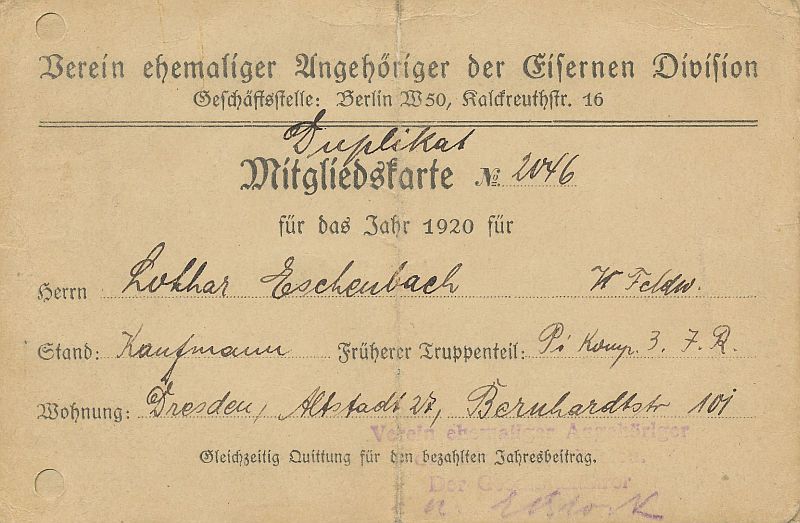 Verein ehemaliger Angehöriger der Eisernen Division
Geschäftsstelle: Berlin W50, Kalckreuthstr. 16
Duplikat
Mitgliedskarte № 2046
für das Jahr 1920 für
Herrn Lothar Eschenbach W Feldw.
Stand: Kaufmann Früherer Truppenteil: Pi Komp. 3. J. R.
Wohnung: Dresden, Altstadt 27, Bernhardtstr 101
Verein ehemaliger Angehöriger
Gleichzeitig Quittung für den bezahlten Jahresbeitrag.
Der